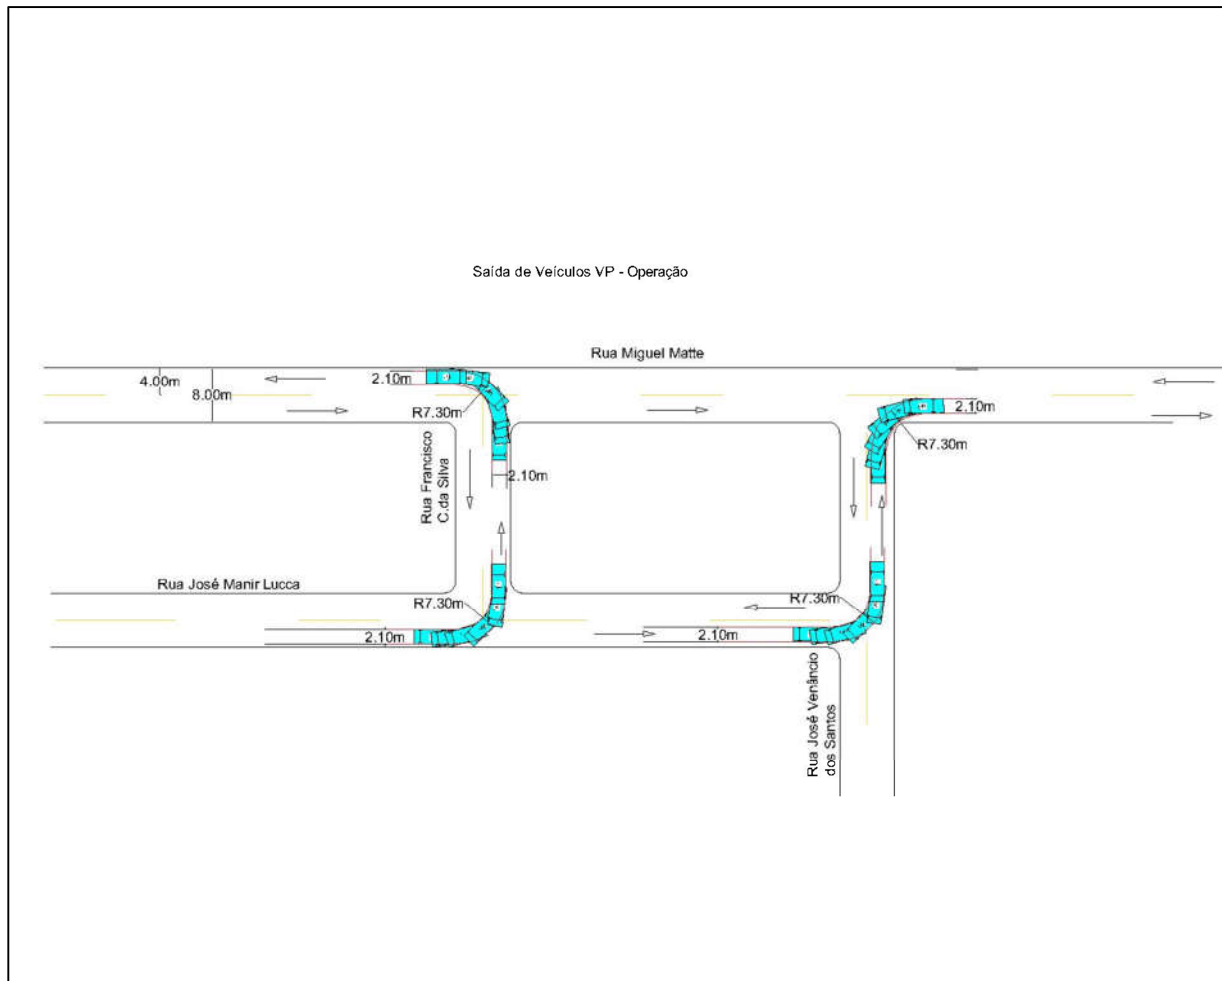 Saída de Veículos VP - Operação
Rua Miguel Matte
4.00m
8.00m
2.10m
R7.30m
2.10m
R7.30m
Rua Francisco
C.da Silva
2.10m
Rua José Manir Lucca
R7.30m
R7.30m
2.10m
2.10m
Rua José Venâncio
dos Santos